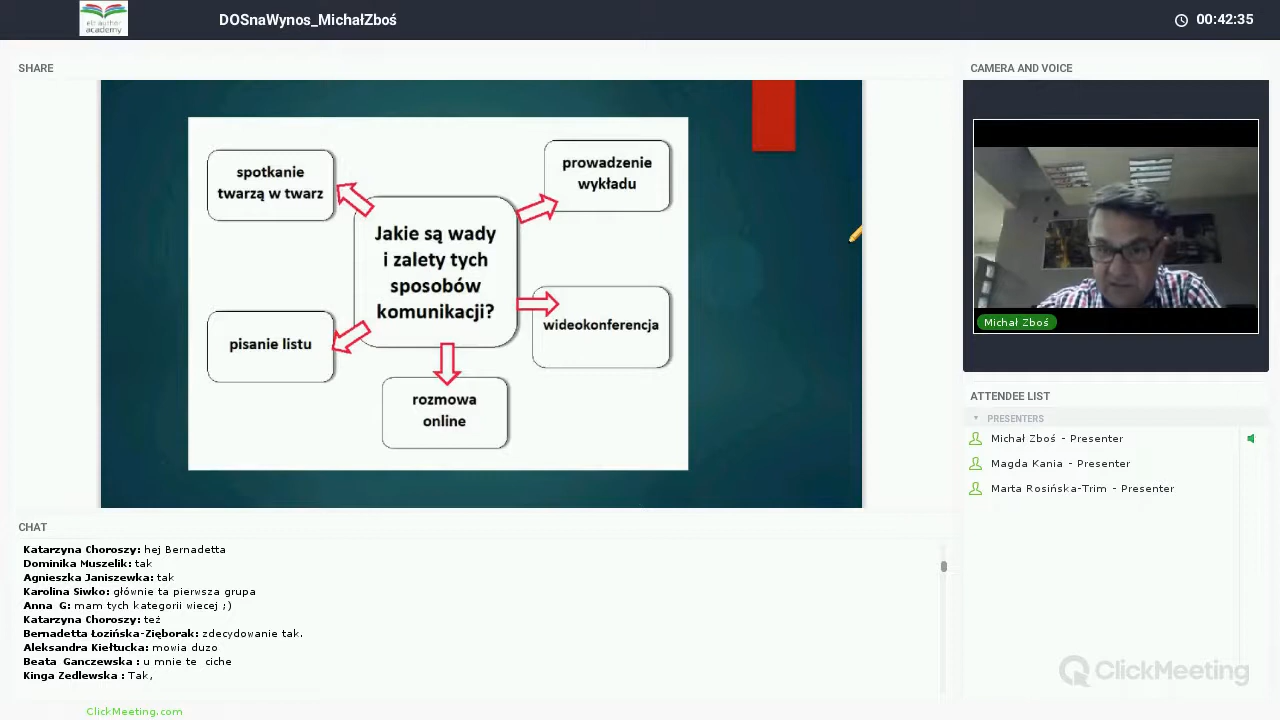 elt author
academy
DOSnaWynos_MichałZboś
00:42:35
SHARE
spotkanie
twarzą w twarz
prowadzenie
wykładu
Jakie są wady
i zalety tych
sposobów
komunikacji?
wideokonferencja
pisanie listu
rozmowa
online
CAMERA AND VOICE
Michał Zboś
ATTENDEE LIST
PRESENTERS
Michał Zboś - Presenter
Magda Kania - Presenter
Marta Rosińska-Trim - Presenter
CHAT
Katarzyna Choroszy: hej Bernadetta
Dominika Muszelik: tak
Agnieszka Janiszewka: tak
Karolina Siwko: głównie ta pierwsza grupa
Anna G: mam tych kategorii wiecej ;)
Katarzyna Choroszy: też
Bernadetta Łozińska-Zięborak: zdecydowanie tak.
Aleksandra Kiełtucka: mowia duzo
Beata Ganczewska : u mnie te ciche
Kinga Zedlewska : Tak,
ClickMeeting
ClickMeeting.com